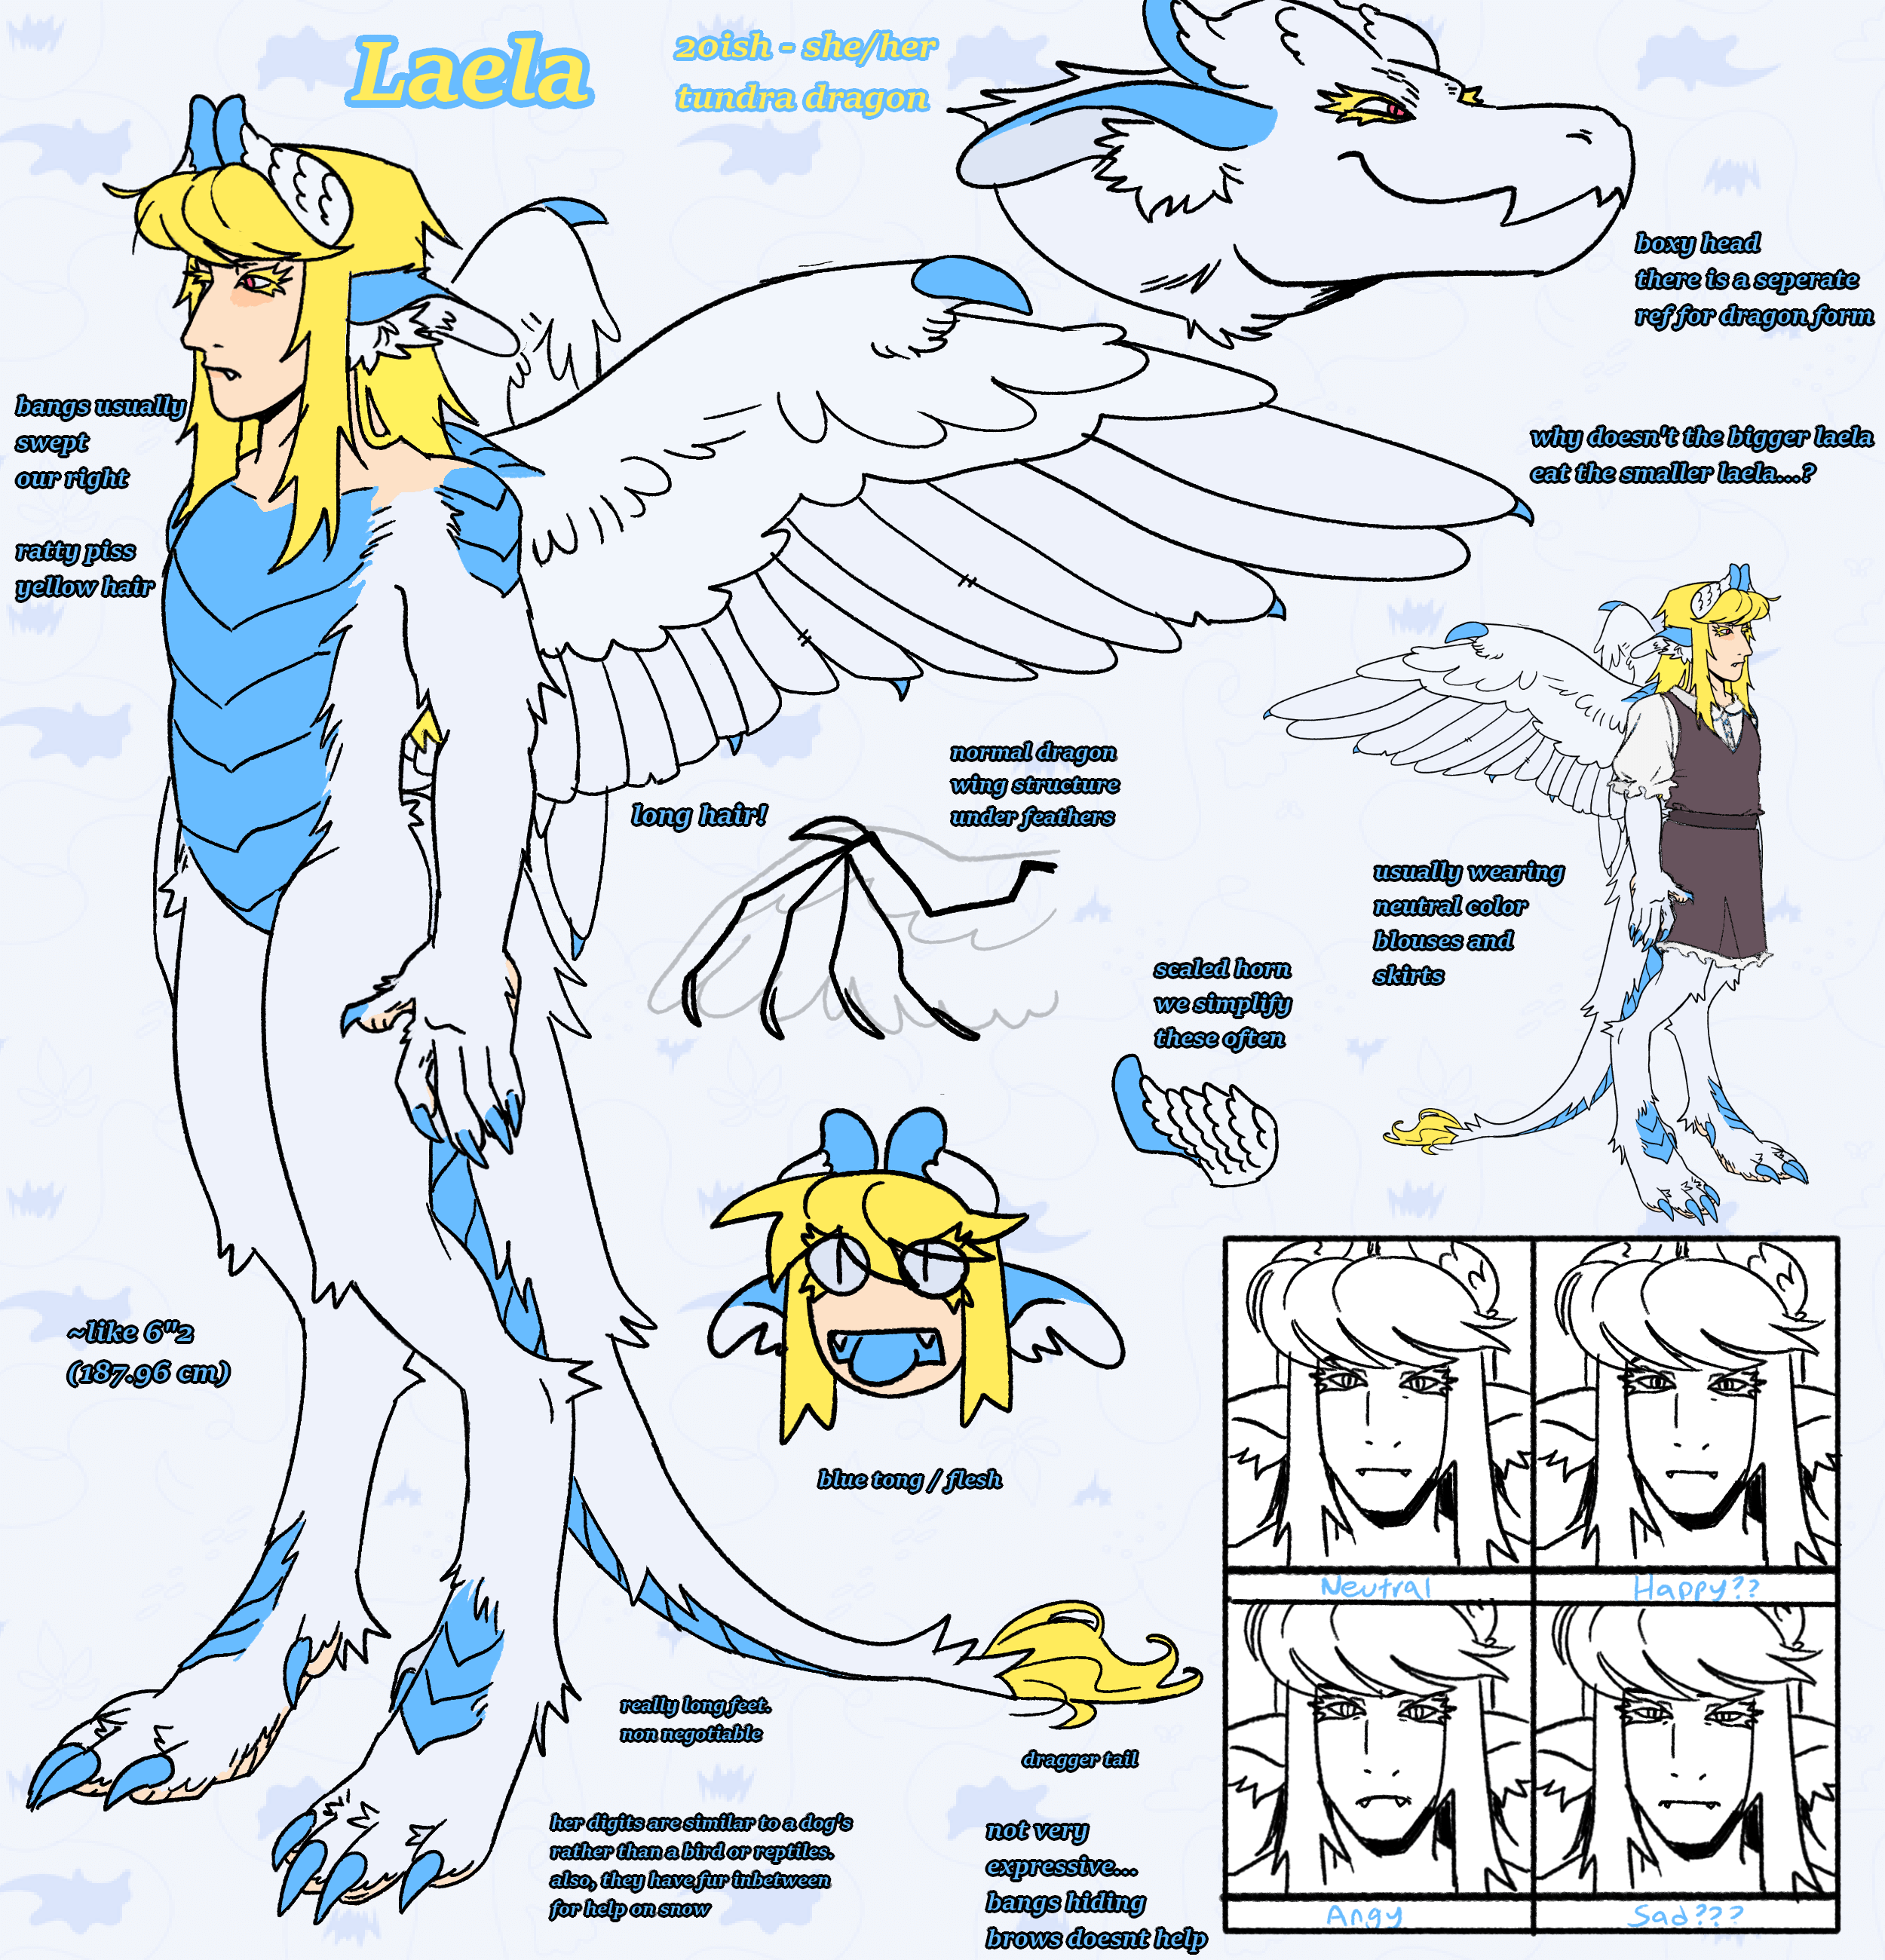 Laela
20ish - she/her
tundra dragon
boxy head
there is a seperate
ref for dragon form
bangs usually
swept
our right
ratty piss
yellow hair
why doesn't the bigger laela
eat the smaller laela...?
long hair!
normal dragon
wing structure
under feathers
usually wearing
neutral color
blouses and
skirts
scaled horn
we simplify
these often
~like 6"2
(187.96 cm)
blue tong / flesh
Neutral
Happy??
Angy
Sad???
really long feet.
non negotiable
dragger tail
her digits are similar to a dog's
rather than a bird or reptiles.
also, they have fur inbetween
for help on snow
not very
expressive...
bangs hiding
brows doesnt help